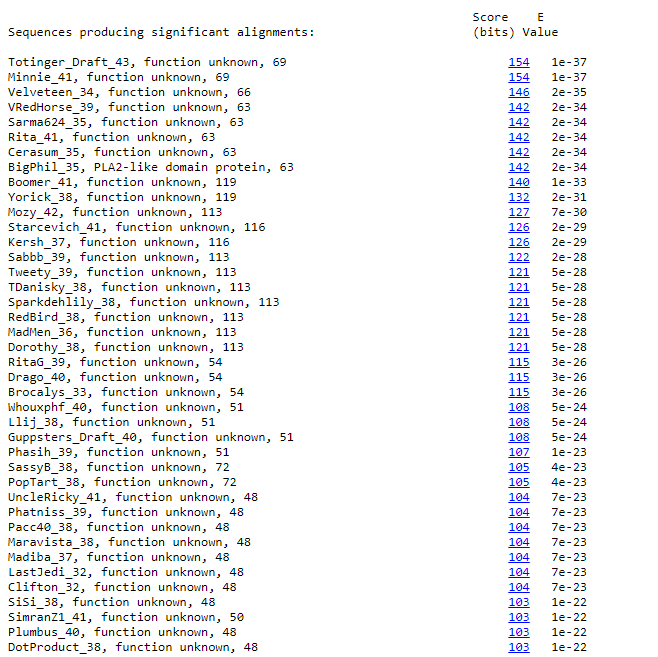 Score E
Sequences producing significant alignments: (bits) Value
Totinger_Draft_43, function unknown, 69 154 1e-37
Minnie_41, function unknown, 69 154 1e-37
Velveteen_34, function unknown, 66 146 2e-35
VRedHorse_39, function unknown, 63 142 2e-34
Sarma624_35, function unknown, 63 142 2e-34
Rita_41, function unknown, 63 142 2e-34
Cerasum_35, function unknown, 63 142 2e-34
BigPhil_35, PLA2-like domain protein, 63 142 2e-34
Boomer_41, function unknown, 119 140 1e-33
Yorick_38, function unknown, 119 132 2e-31
Mozy_42, function unknown, 113 127 7e-30
Starcevich_41, function unknown, 116 126 2e-29
Kersh_37, function unknown, 116 126 2e-29
Sabbb_39, function unknown, 113 122 2e-28
Tweety_39, function unknown, 113 121 5e-28
TDanisky_38, function unknown, 113 121 5e-28
Sparkdehlily_38, function unknown, 113 121 5e-28
RedBird_38, function unknown, 113 121 5e-28
MadMen_36, function unknown, 113 121 5e-28
Dorothy_38, function unknown, 113 121 5e-28
RitaG_39, function unknown, 54 115 3e-26
Drago_40, function unknown, 54 115 3e-26
Brocalys_33, function unknown, 54 115 3e-26
Whouxphf_40, function unknown, 51 108 5e-24
Llij_38, function unknown, 51 108 5e-24
Guppsters_Draft_40, function unknown, 51 108 5e-24
Phasih_39, function unknown, 51 107 1e-23
SassyB_38, function unknown, 72 105 4e-23
PopTart_38, function unknown, 72 105 4e-23
UncleRicky_41, function unknown, 48 104 7e-23
Phatniss_39, function unknown, 48 104 7e-23
Pacc40_38, function unknown, 48 104 7e-23
Maravista_38, function unknown, 48 104 7e-23
Madiba_37, function unknown, 48 104 7e-23
LastJedi_32, function unknown, 48 104 7e-23
Clifton_32, function unknown, 48 104 7e-23
SiSi_38, function unknown, 48 103 1e-22
SimranZ1_41, function unknown, 50 103 1e-22
Plumbus_40, function unknown, 48 103 1e-22
DotProduct_38, function unknown, 48 103 1e-22